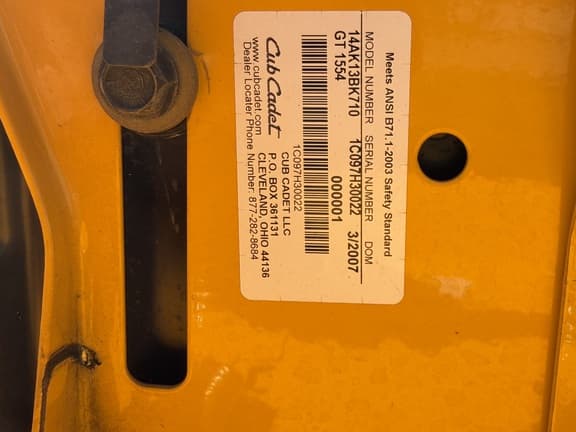 Meets ANSI B71.1-2003 Safety Standard
MODEL NUMBER SERIAL NUMBER DOM
14AK13BK710 1C097H30022 3/2007
GT 1554 000001
1C097H30022
Cub Cadet
CUB CADET LLC
P.O. BOX 361131
www.cubcadet.com CLEVELAND, OHIO 44136
Dealer Locater Phone Number: 877-282-8684